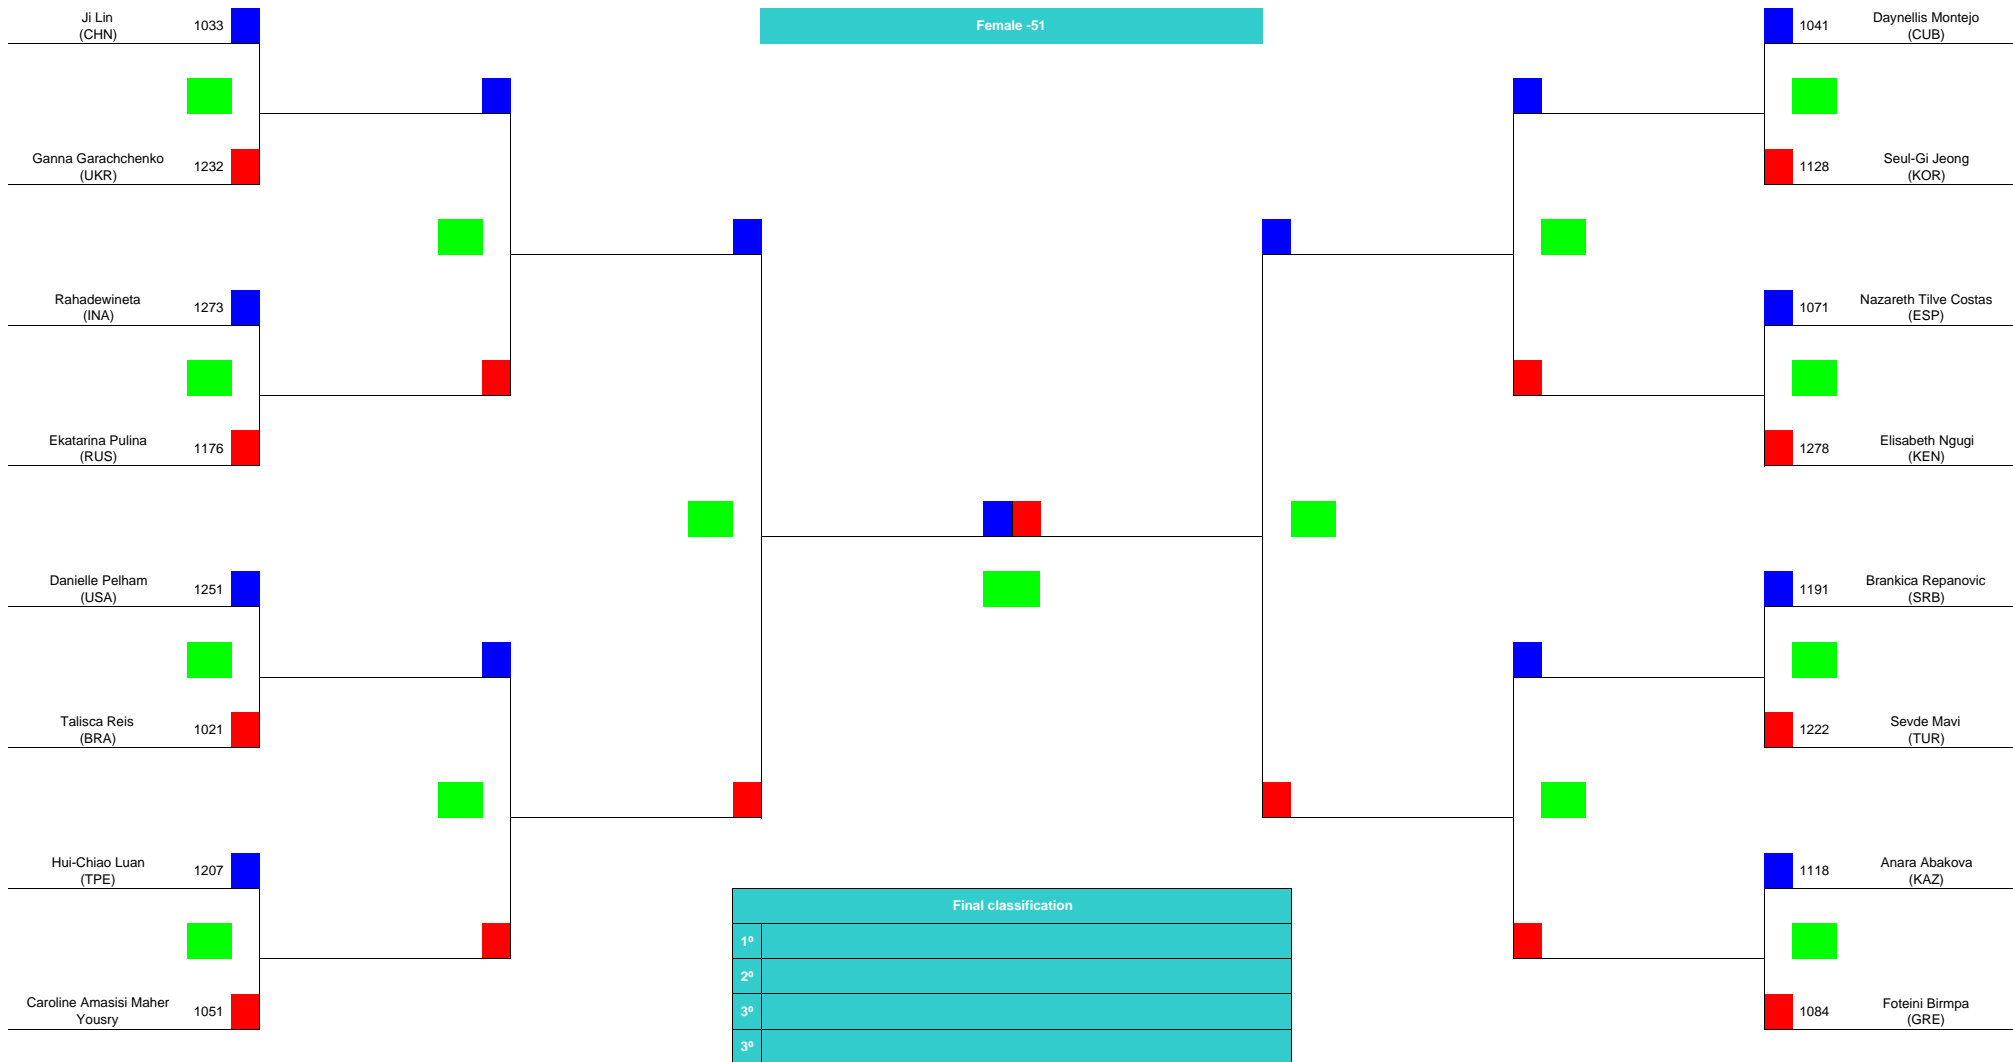 Female -51
Ji Lin
(CHN)
1033
Ganna Garachchenko
(UKR)
1232
Rahadewineta
(INA)
1273
Ekatarina Pulina
(RUS)
1176
Danielle Pelham
(USA)
1251
Talisca Reis
(BRA)
1021
Hui-Chiao Luan
(TPE)
1207
Caroline Amasisi Maher
Yousry
1051
1041
Daynellis Montejo
(CUB)
1128
Seul-Gi Jeong
(KOR)
1071
Nazareth Tilve Costas
(ESP)
1278
Elisabeth Ngugi
(KEN)
1191
Brankica Repanovic
(SRB)
1222
Sevde Mavi
(TUR)
1118
Anara Abakova
(KAZ)
1084
Foteini Birmpa
(GRE)
Final classification
1º
2º
3º
3º